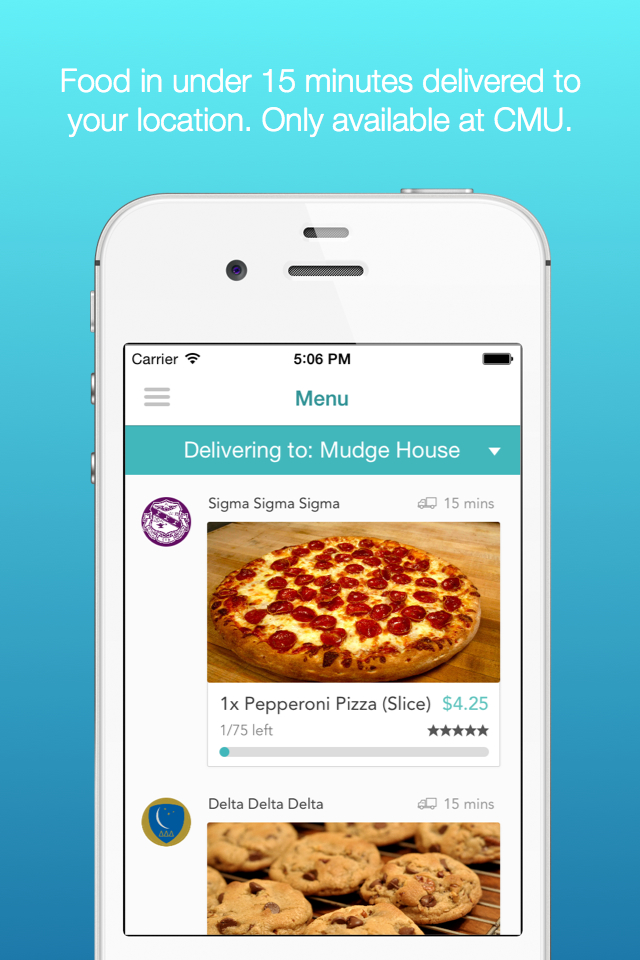 Food in under 15 minutes delivered to
your location. Only available at CMU.
Carrier 5:06 PM
Menu
Delivering to: Mudge House
Sigma Sigma Sigma 15 mins
1x Pepperoni Pizza (Slice) $4.25
1/75 left
Delta Delta Delta 15 mins
ΔΔΔ